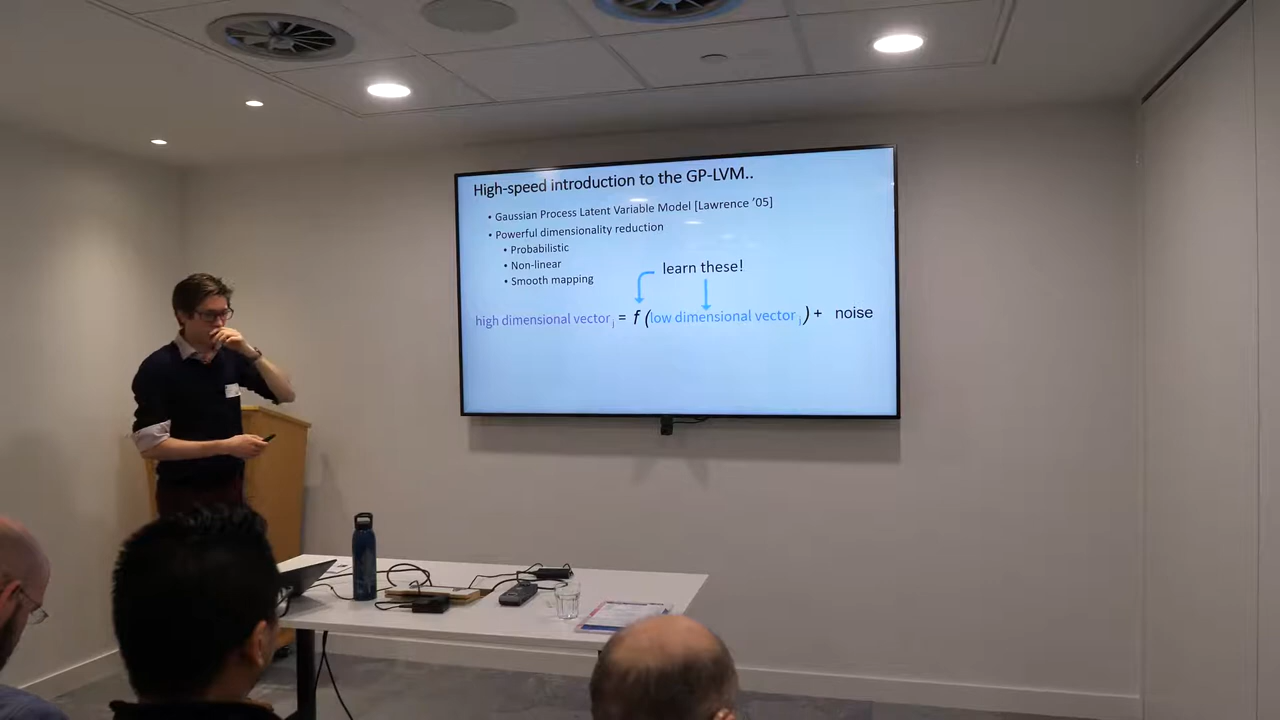 High-speed introduction to the GP-LVM..
• Gaussian Process Latent Variable Model [Lawrence '05]
• Powerful dimensionality reduction
• Probabilistic
• Non-linear
• Smooth mapping
learn these!
high dimensional vector i = f (low dimensional vector i) + noise